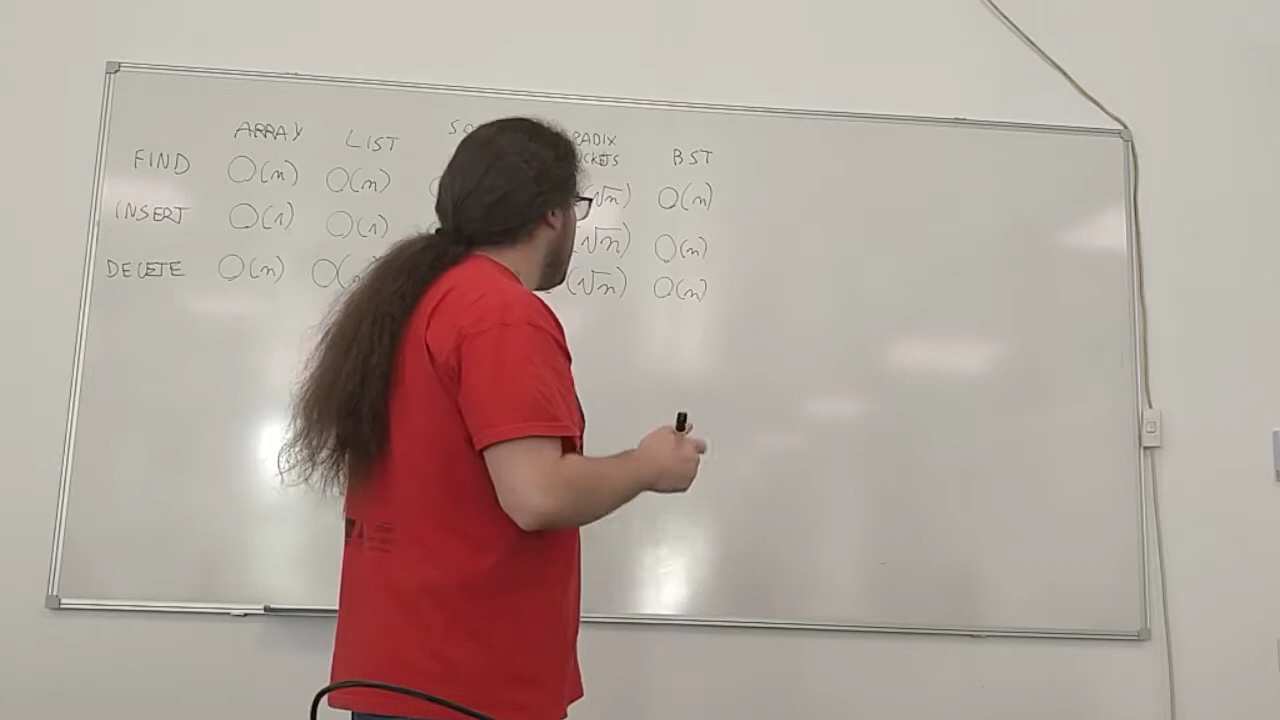 ARRAY LIST SO RADIX BST
FIND O(n) O(n) (√n) O(n)
INSERT O(1) O(1) (√n) O(n)
DELETE O(n) O(n (√n) O(n)